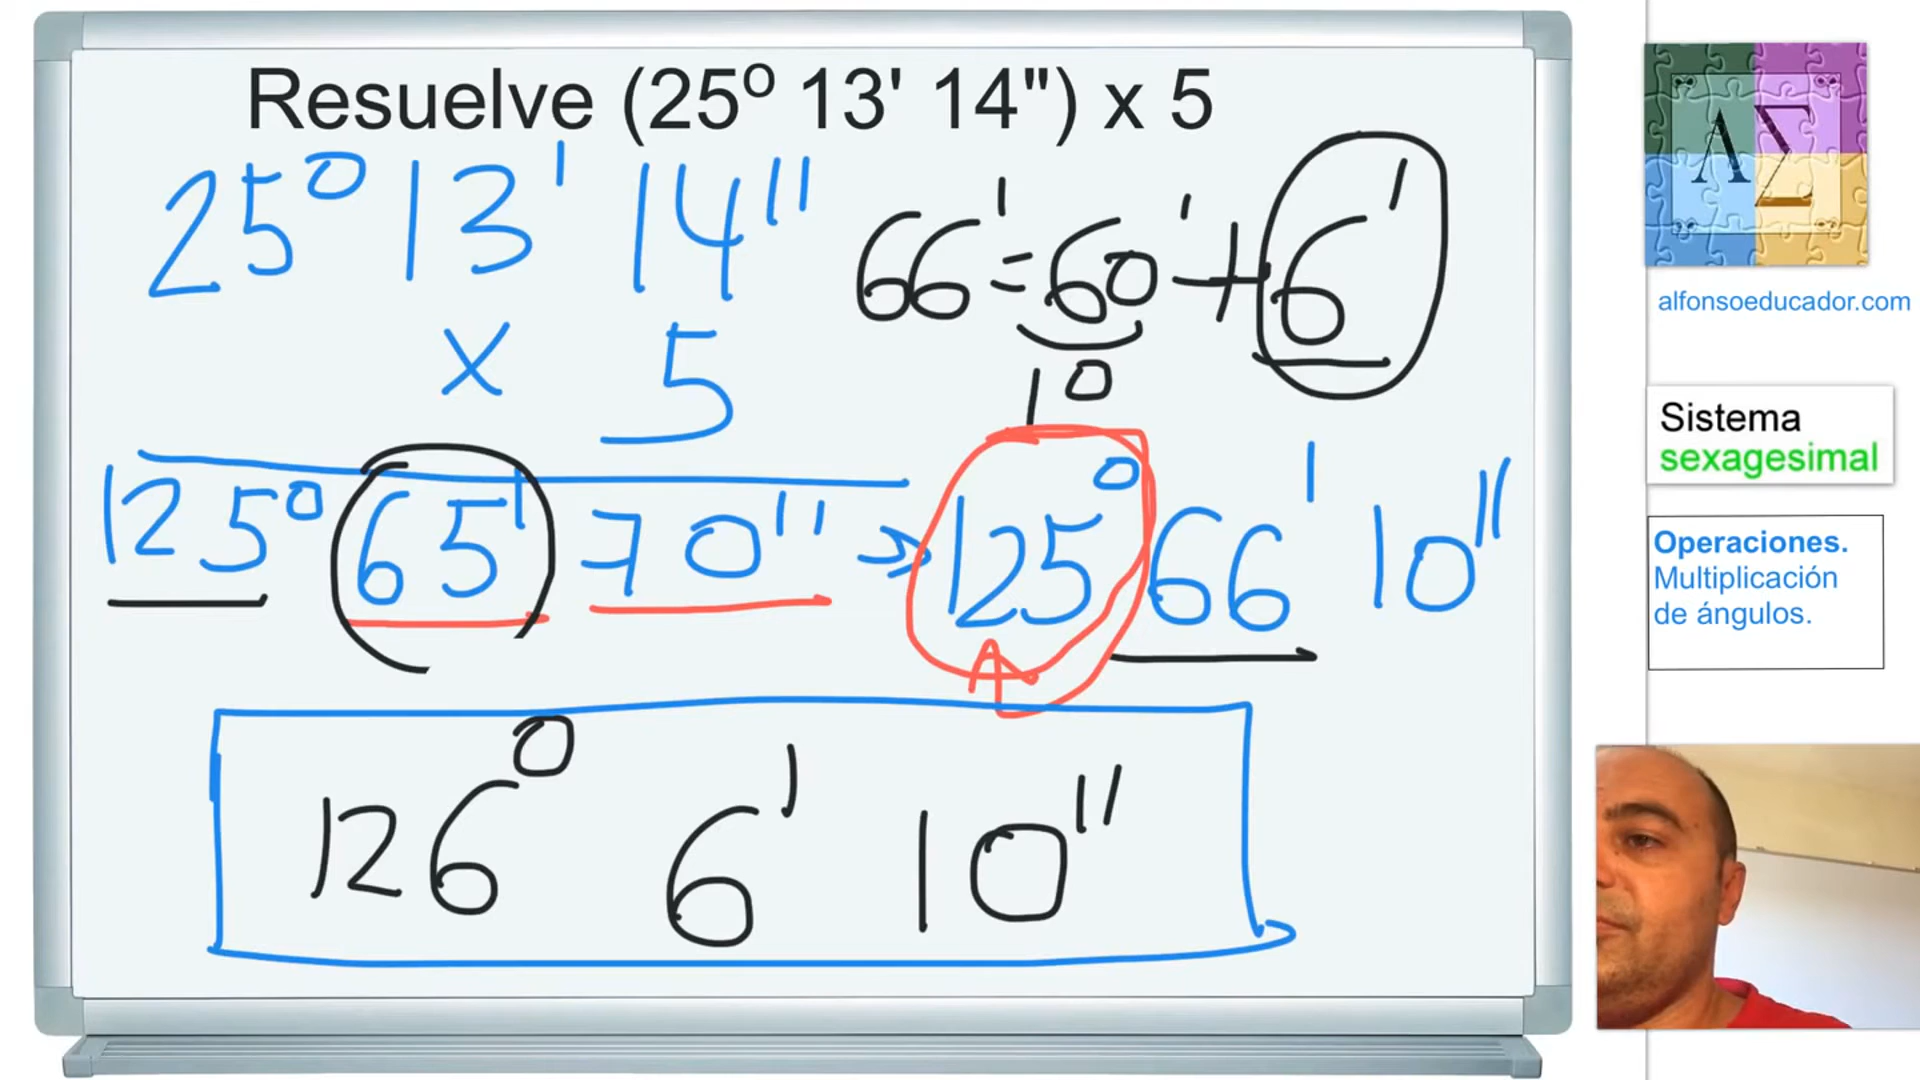 Resuelve (25º 13' 14") x 5
25º 13' 14''
x 5
66' = 60' + 6'
1º
125º 65' 70'' ⇒ 125º 66' 10''
126º 6' 10''
ΛΣ
alfonsoeducador.com
Sistema
sexagesimal
Operaciones.
Multiplicación
de ángulos.